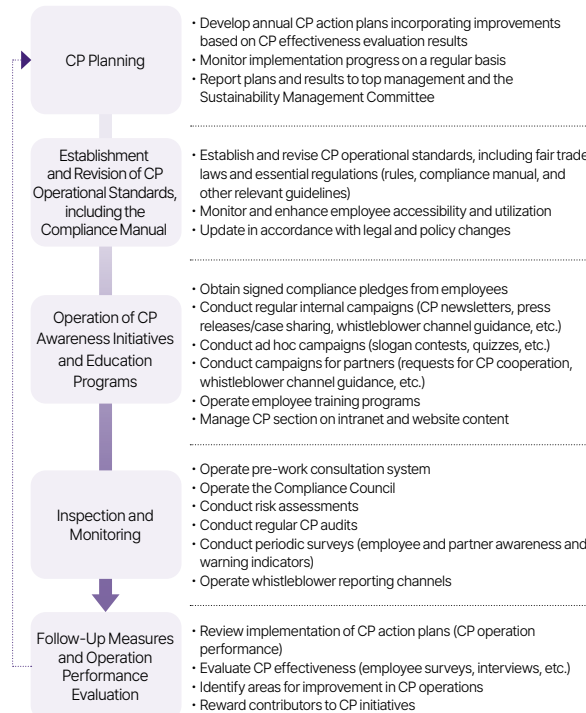 CP Planning
• Develop annual CP action plans incorporating improvements
based on CP effectiveness evaluation results
• Monitor implementation progress on a regular basis
• Report plans and results to top management and the
Sustainability Management Committee
Establishment
and Revision of CP
Operational Standards,
including the
Compliance Manual
• Establish and revise CP operational standards, including fair trade
laws and essential regulations (rules, compliance manual, and
other relevant guidelines)
• Monitor and enhance employee accessibility and utilization
• Update in accordance with legal and policy changes
Operation of CP
Awareness Initiatives
and Education
Programs
• Obtain signed compliance pledges from employees
• Conduct regular internal campaigns (CP newsletters, press
releases/case sharing, whistleblower channel guidance, etc.)
• Conduct ad hoc campaigns (slogan contests, quizzes, etc.)
• Conduct campaigns for partners (requests for CP cooperation,
whistleblower channel guidance, etc.)
• Operate employee training programs
• Manage CP section on intranet and website content
Inspection and
Monitoring
• Operate pre-work consultation system
• Operate the Compliance Council
• Conduct risk assessments
• Conduct regular CP audits
• Conduct periodic surveys (employee and partner awareness and
warning indicators)
• Operate whistleblower reporting channels
Follow-Up Measures
and Operation
Performance
Evaluation
• Review implementation of CP action plans (CP operation
performance)
• Evaluate CP effectiveness (employee surveys, interviews, etc.)
• Identify areas for improvement in CP operations
• Reward contributors to CP initiatives